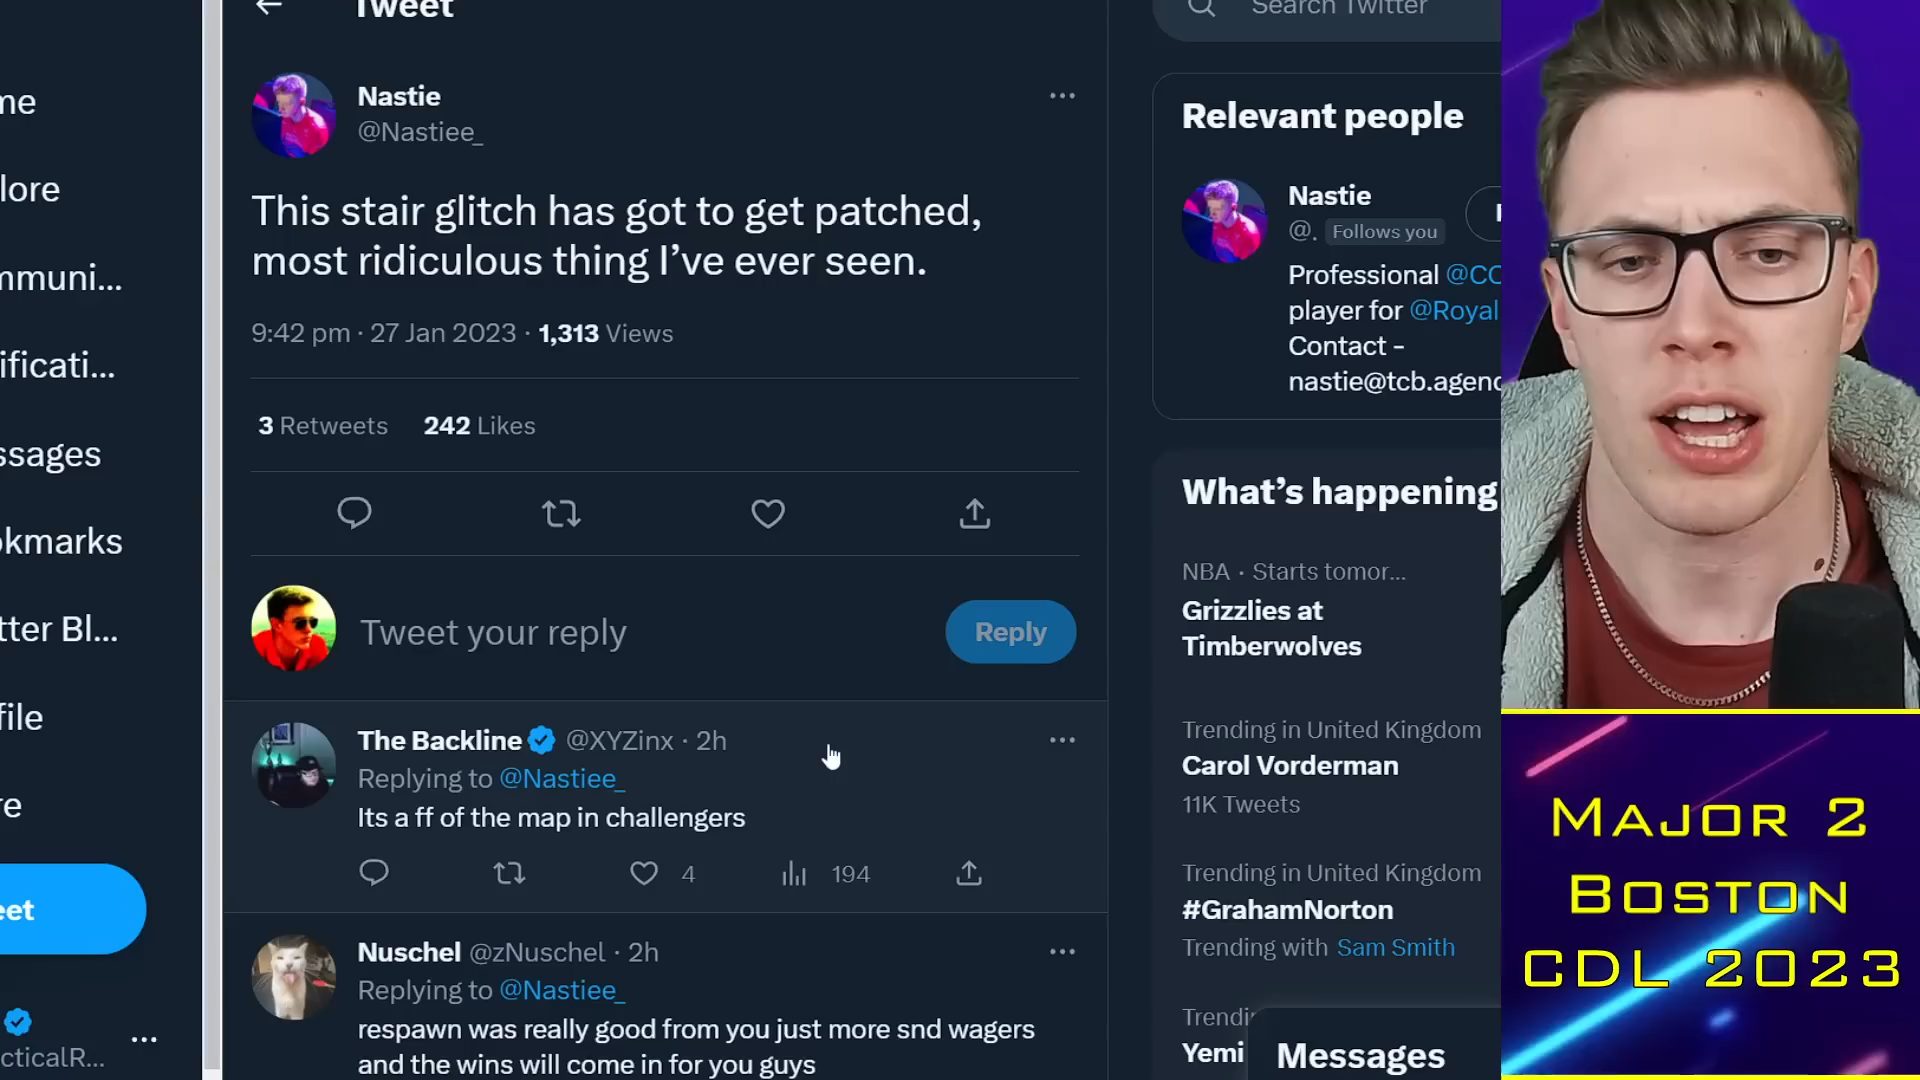 Tweet
Search Twitter
me
lore
mmuni...
ificati...
ssages
okmarks
tter Bl...
file
re
eet
cticalR...
...
Nastie
@Nastiee_
This stair glitch has got to get patched,
most ridiculous thing I've ever seen.
9:42 pm · 27 Jan 2023 · 1,313 Views
3 Retweets 242 Likes
Tweet your reply
Reply
The Backline @XYZinx · 2h
Replying to @Nastiee_
Its a ff of the map in challengers
4 194
Nuschel @zNuschel · 2h
Replying to @Nastiee_
respawn was really good from you just more snd wagers
and the wins will come in for you guys
Relevant people
Nastie
@. Follows you
Professional @CO
player for @Royal
Contact -
nastie@tcb.agenc
What's happening
NBA · Starts tomor...
Grizzlies at
Timberwolves
Trending in United Kingdom
Carol Vorderman
11K Tweets
Trending in United Kingdom
#GrahamNorton
Trending with Sam Smith
Trendi
Yemi
Messages
Major 2
Boston
CDL 2023